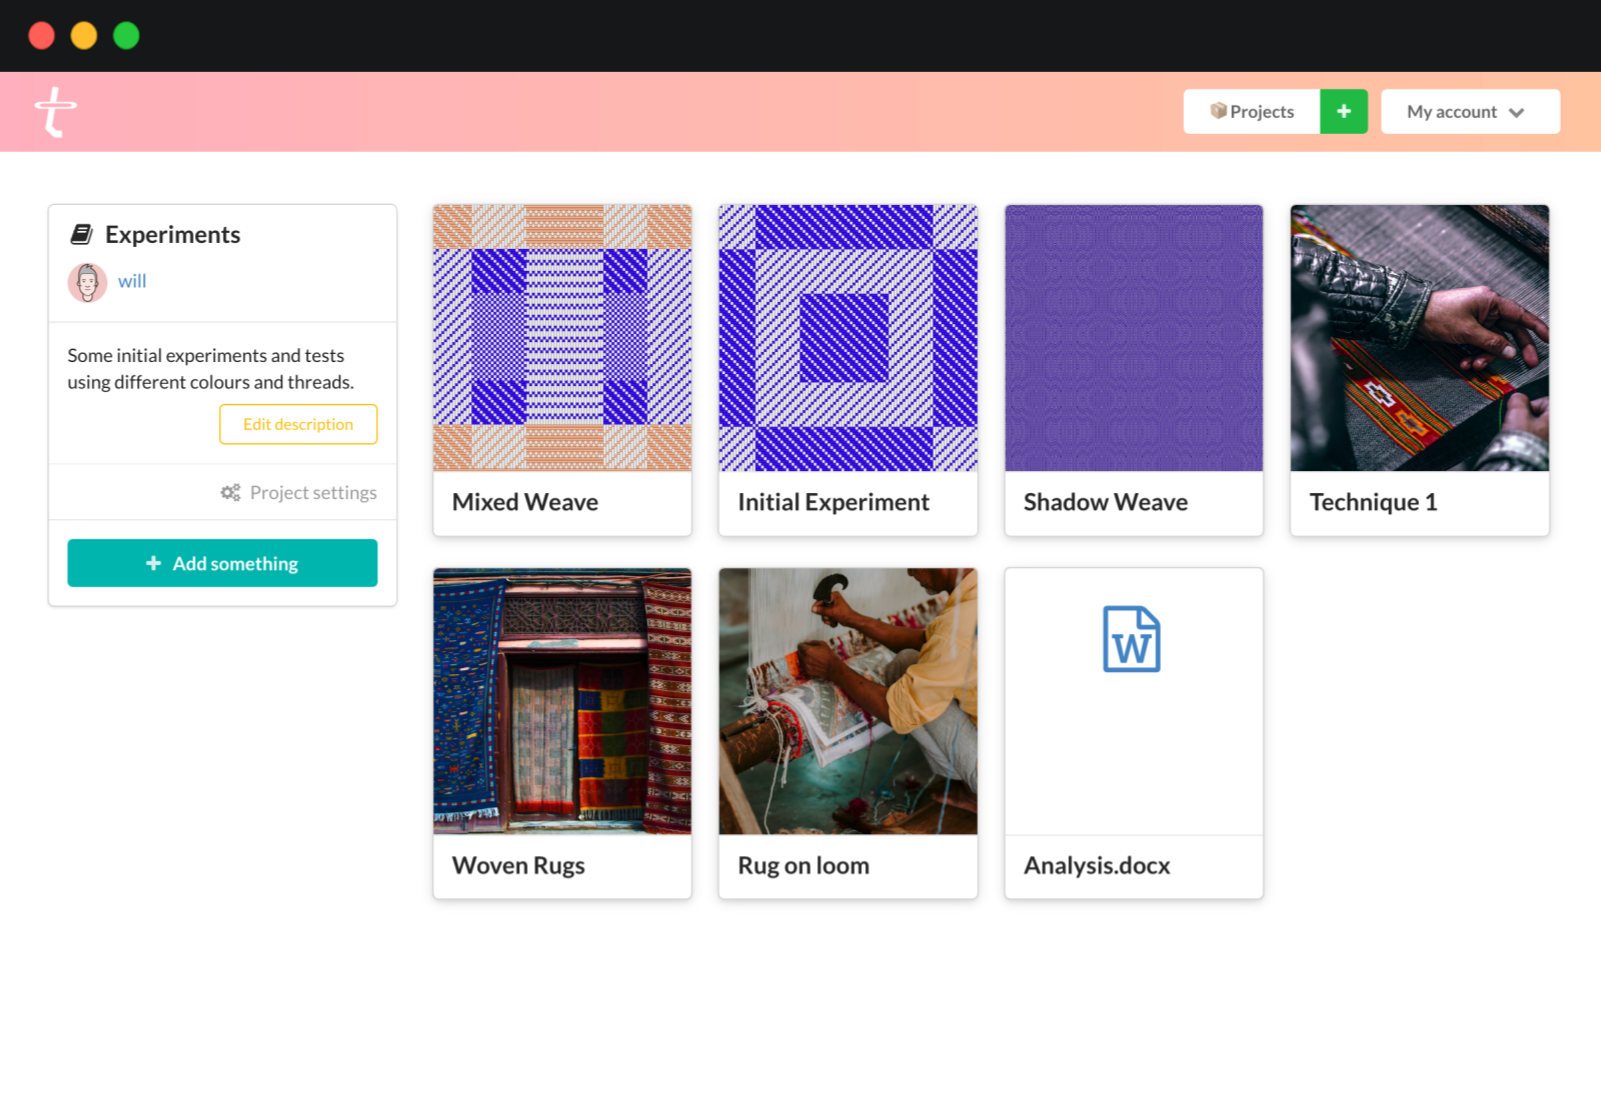 Projects
My account
Experiments
will
Some initial experiments and tests
using different colours and threads.
Edit description
Project settings
Add something
Mixed Weave
Initial Experiment
Shadow Weave
Technique 1
Woven Rugs
Rug on loom
W
Analysis.docx